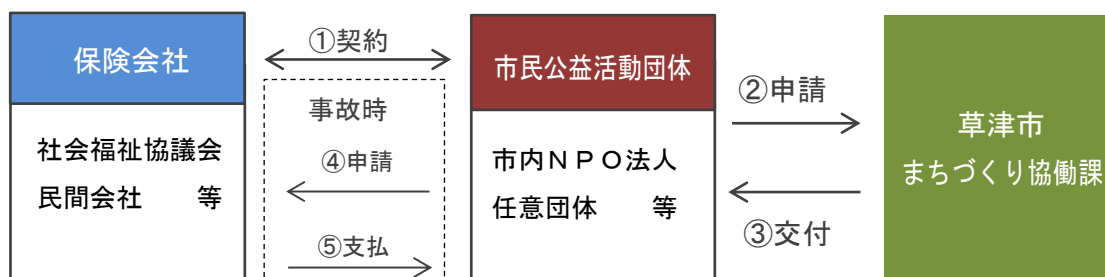 保険会社
社会福祉協議会
民間会社　　等
①契約
事故時
④申請
⑤支払
市民公益活動団体
市内ＮＰＯ法人
任意団体　　等
②申請
③交付
草津市
まちづくり協働課